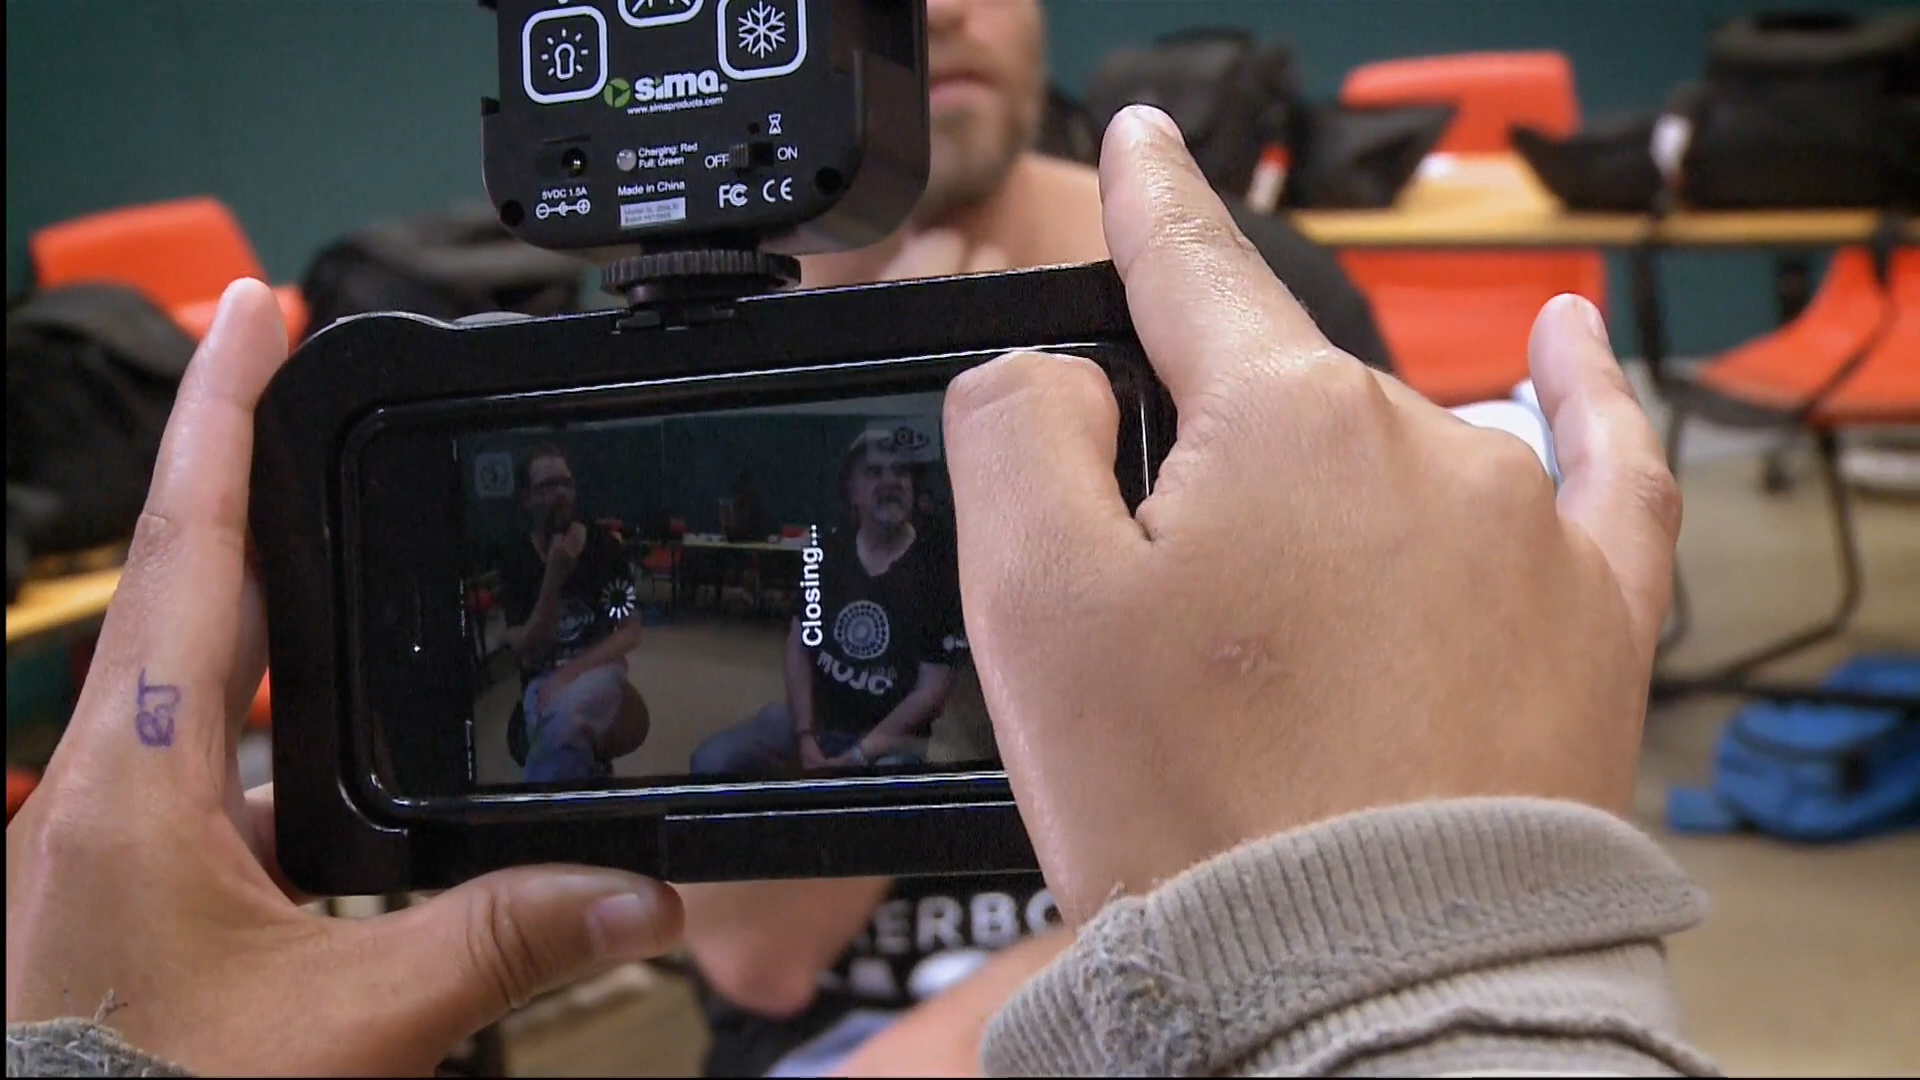 sima.
www.simaproducts.com
Charging: Red
Full: Green
OFF
ON
5VDC 1.5A
Made in China
FC CE
Closing...
MOJO
ERBO